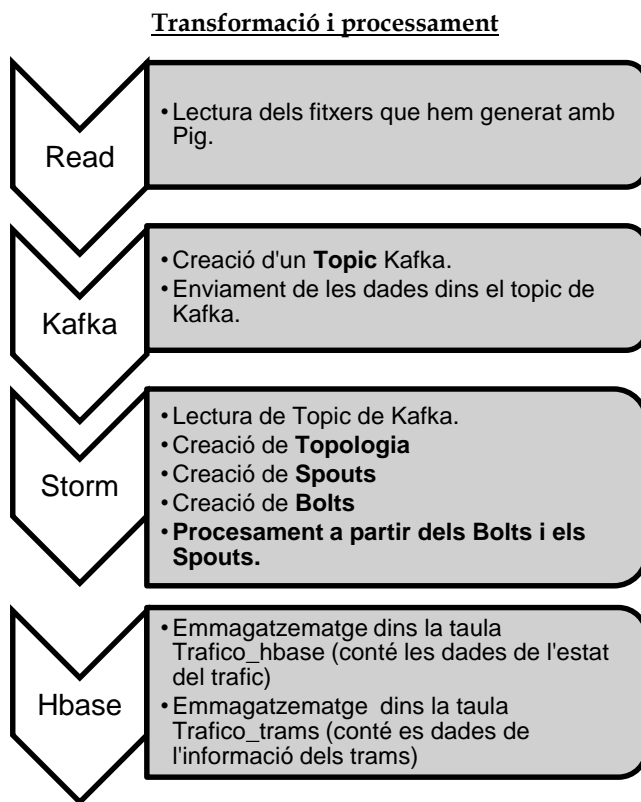 Transformació i processament
Read
• Lectura dels fitxers que hem generat amb
Pig.
Kafka
• Creació d'un Topic Kafka.
• Enviament de les dades dins el topic de
Kafka.
Storm
• Lectura de Topic de Kafka.
• Creació de Topologia
• Creació de Spouts
• Creació de Bolts
• Procesament a partir dels Bolts i els
Spouts.
Hbase
• Emmagatzematge dins la taula
Trafico_hbase (conté les dades de l'estat
del trafic)
• Emmagatzematge dins la taula
Trafico_trams (conté es dades de
l'informació dels trams)